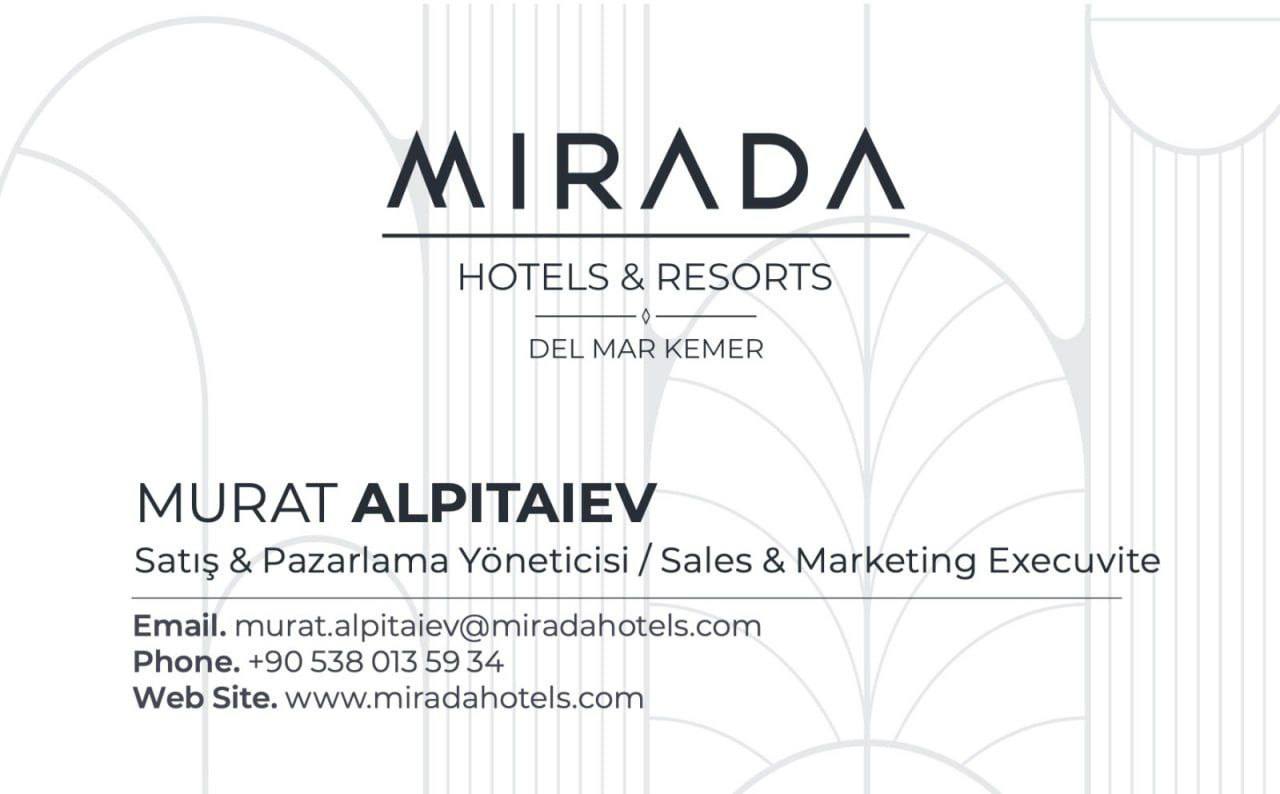 MIRADA
HOTELS & RESORTS
DEL MAR KEMER
MURAT ALPITAIEV
Satış & Pazarlama Yöneticisi / Sales & Marketing Execuvite
Email. murat.alpitaiev@miradahotels.com
Phone. +90 538 013 59 34
Web Site. www.miradahotels.com